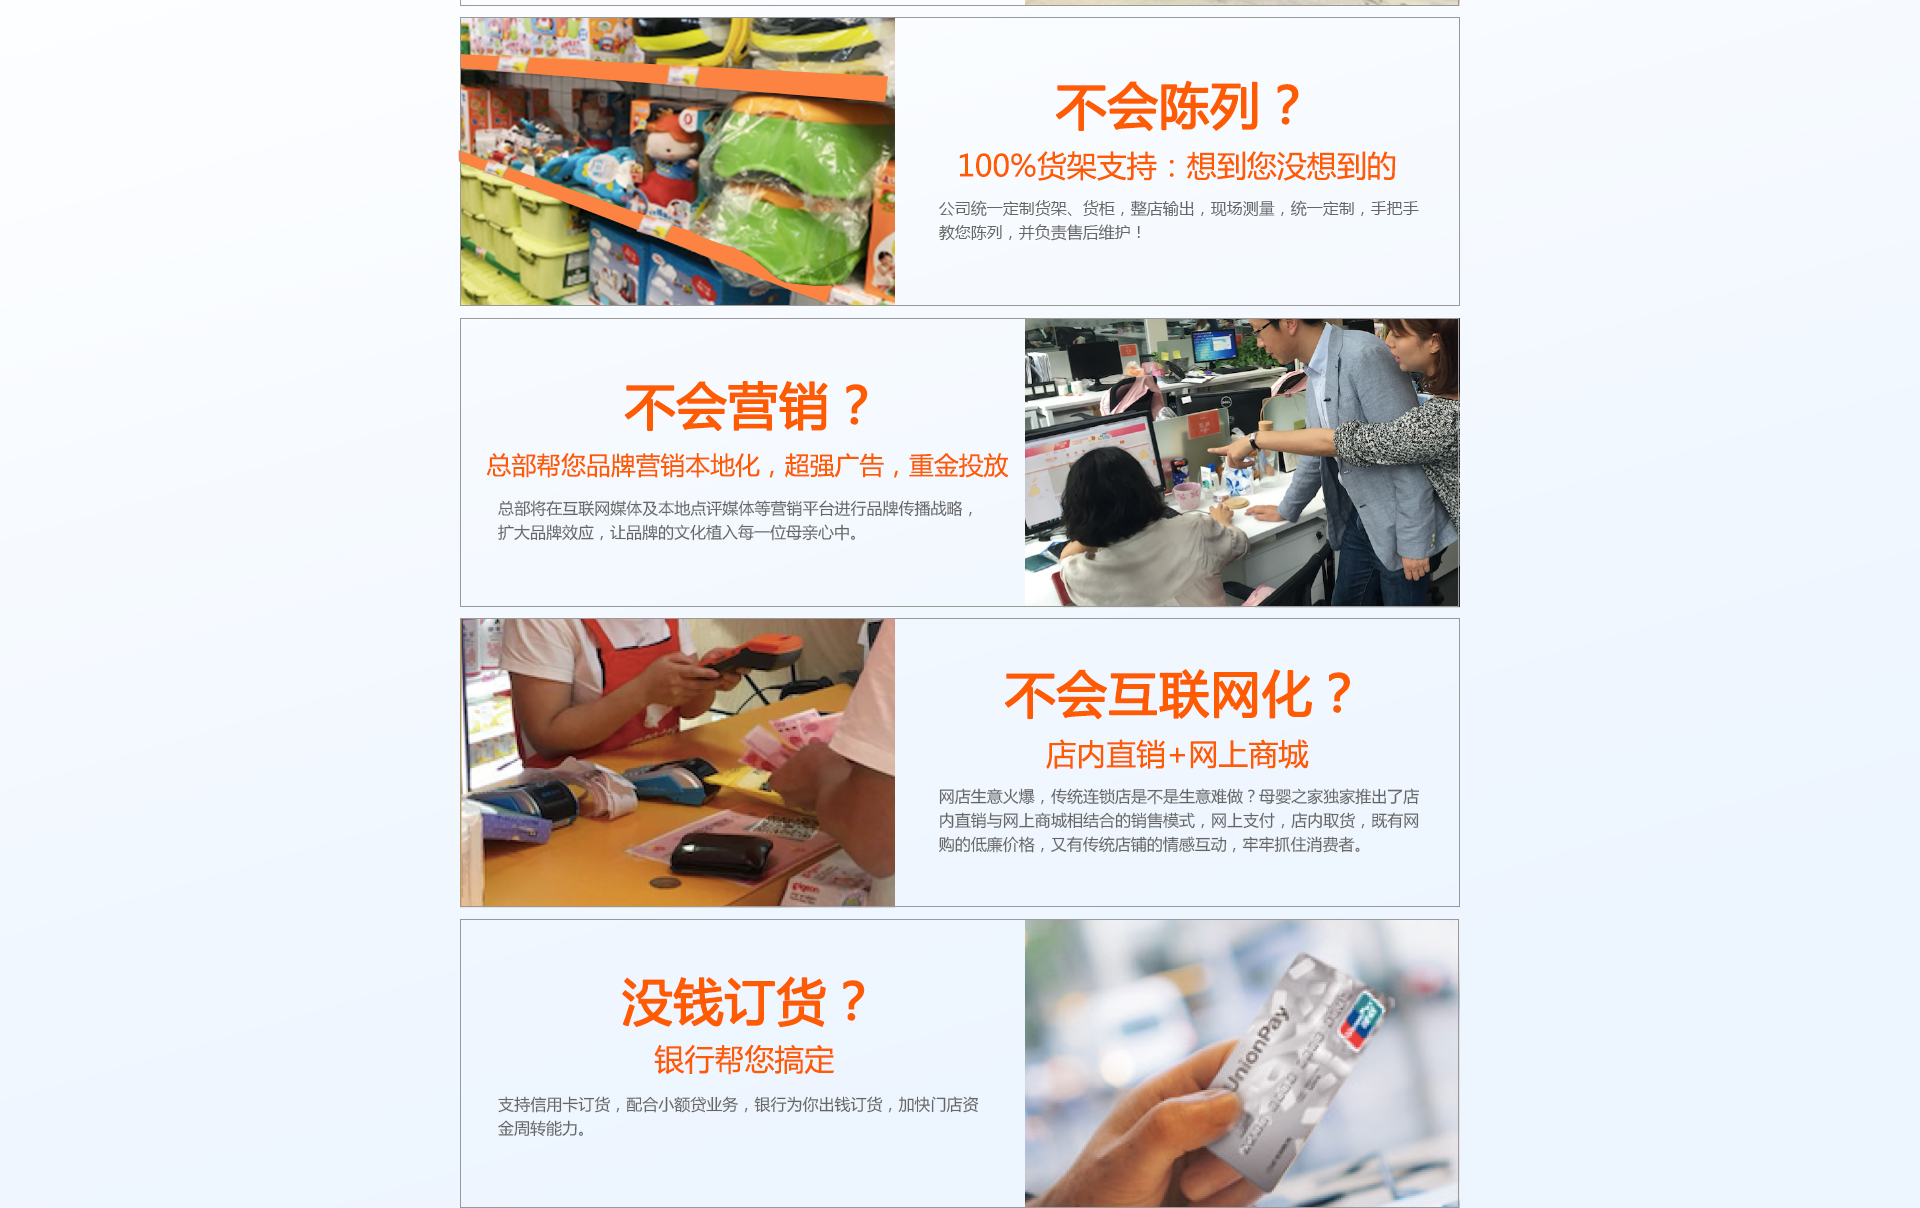 不会陈列？
100%货架支持：想到您没想到的
公司统一定制货架、货柜，整店输出，现场测量，统一定制，手把手
教您陈列，并负责售后维护！
不会营销？
总部帮您品牌营销本地化，超强广告，重金投放
总部将在互联网媒体及本地点评媒体等营销平台进行品牌传播战略，
扩大品牌效应，让品牌的文化植入每一位母亲心中。
不会互联网化？
店内直销+网上商城
网店生意火爆，传统连锁店是不是生意难做？母婴之家独家推出了店
内直销与网上商城相结合的销售模式，网上支付，店内取货，既有网
购的低廉价格，又有传统店铺的情感互动，牢牢抓住消费者。
pigeon
没钱订货？
银行帮您搞定
支持信用卡订货，配合小额贷业务，银行为你出钱订货，加快门店资
金周转能力。
UnionPay